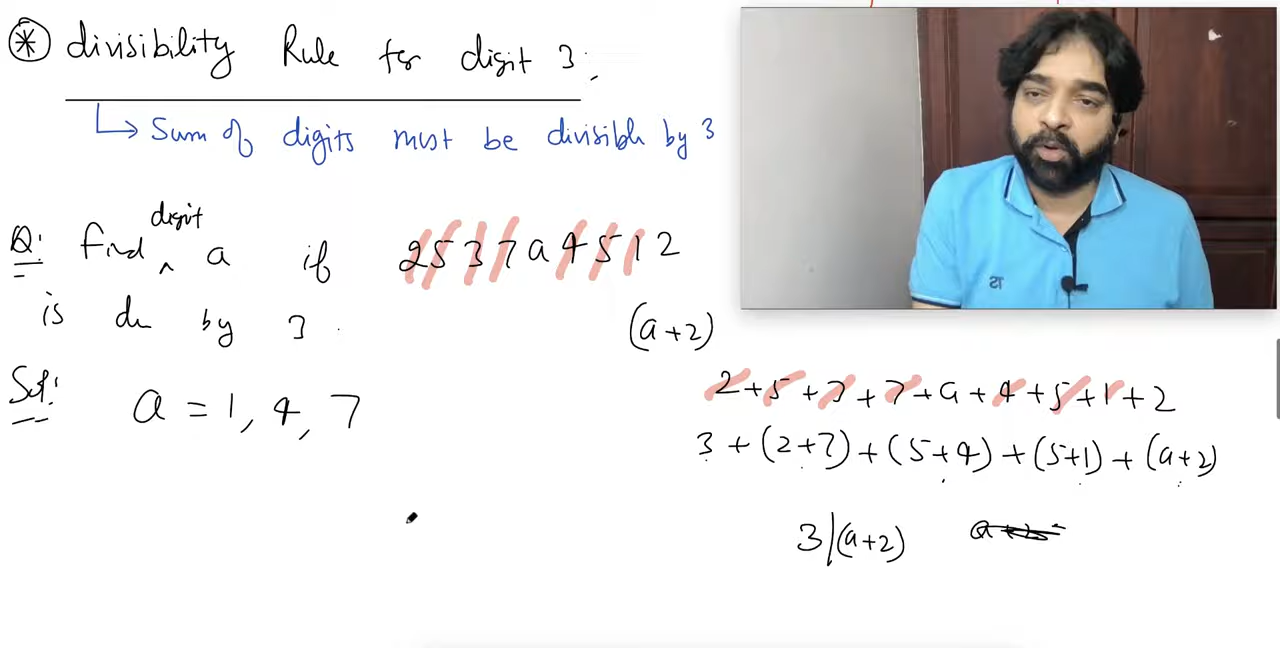 * divisibility Rule for digit 3.
↳ Sum of digits must be divisible by 3
Q: find digit a if 2537a4512
is div by 3.
(a+2)
Sol: a = 1, 4, 7
2+5+3+7+a+4+5+1+2
3+(2+7)+(5+4)+(5+1)+(a+2)
3|(a+2)